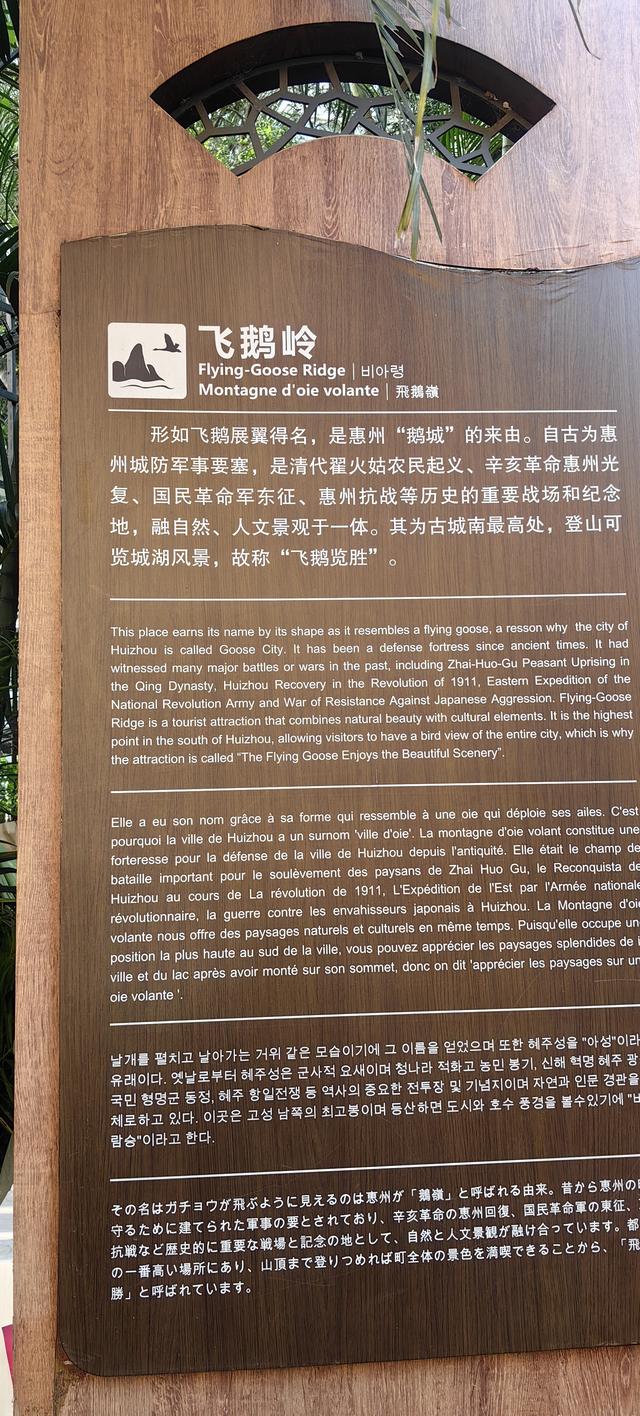 飞鹅岭
Flying-Goose Ridge | 비아령
Montagne d'oie volante | 飛鵝嶺
形如飞鹅展翼得名，是惠州“鹅城”的来由。自古为惠
州城防军事要塞，是清代翟火姑农民起义、辛亥革命惠州光
复、国民革命军东征、惠州抗战等历史的重要战场和纪念
地，融自然、人文景观于一体。其为古城南最高处，登山可
览城湖风景，故称“飞鹅览胜”。
This place earns its name by its shape as it resembles a flying goose, a resson why the city of
Huizhou is called Goose City. It has been a defense fortress since ancient times. It had
witnessed many major battles or wars in the past, including Zhai-Huo-Gu Peasant Uprising in
the Qing Dynasty, Huizhou Recovery in the Revolution of 1911, Eastern Expedition of the
National Revolution Army and War of Resistance Against Japanese Aggression. Flying-Goose
Ridge is a tourist attraction that combines natural beauty with cultural elements. It is the highest
point in the south of Huizhou, allowing visitors to have a bird view of the entire city, which is why
the attraction is called “The Flying Goose Enjoys the Beautiful Scenery”.
Elle a eu son nom grâce à sa forme qui ressemble à une oie qui déploie ses ailes. C'est
pourquoi la ville de Huizhou a un surnom 'ville d'oie'. La montagne d'oie volant constitue une
forteresse pour la défense de la ville de Huizhou depuis l'antiquité. Elle était le champ de
bataille important pour le soulèvement des paysans de Zhai Huo Gu, le Reconquista de
Huizhou au cours de La révolution de 1911, L'Expédition de l'Est par l'Armée nationale
révolutionnaire, la guerre contre les envahisseurs japonais à Huizhou. La Montagne d'oie
volante nous offre des paysages naturels et culturels en même temps. Puisqu'elle occupe un
position la plus haute au sud de la ville, vous pouvez apprécier les paysages splendides de
ville et du lac après avoir monté sur son sommet, donc on dit 'apprécier les paysages sur un
oie volante '.
날개를 펼치고 날아가는 거위 같은 모습이기에 그 이름을 얻었으며 또한 혜주성을 "아성"이라
유래이다. 옛날로부터 혜주성은 군사적 요새이며 청나라 적화고 농민 봉기, 신해 혁명 혜주 광
국민 형명군 동정, 혜주 항일전쟁 등 역사의 중요한 전투장 및 기념지이며 자연과 인문 경관을
체로하고 있다. 이곳은 고성 남쪽의 최고봉이며 등산하면 도시와 호수 풍경을 볼수있기에 "비
람승"이라고 한다.
その名はガチョウが飛ぶように見えるのは惠州が「鵝嶺」と呼ばれる由来。昔から惠州の
守るために建てられた軍事の要とされており、辛亥革命の惠州回復、国民革命軍の東征、
抗戦など歴史的に重要な戦場と記念の地として、自然と人文景観が融け合っています。都
の一番高い場所にあり、山頂まで登りつめれば町全体の景色を満喫できることから、「飛
勝」と呼ばれています。